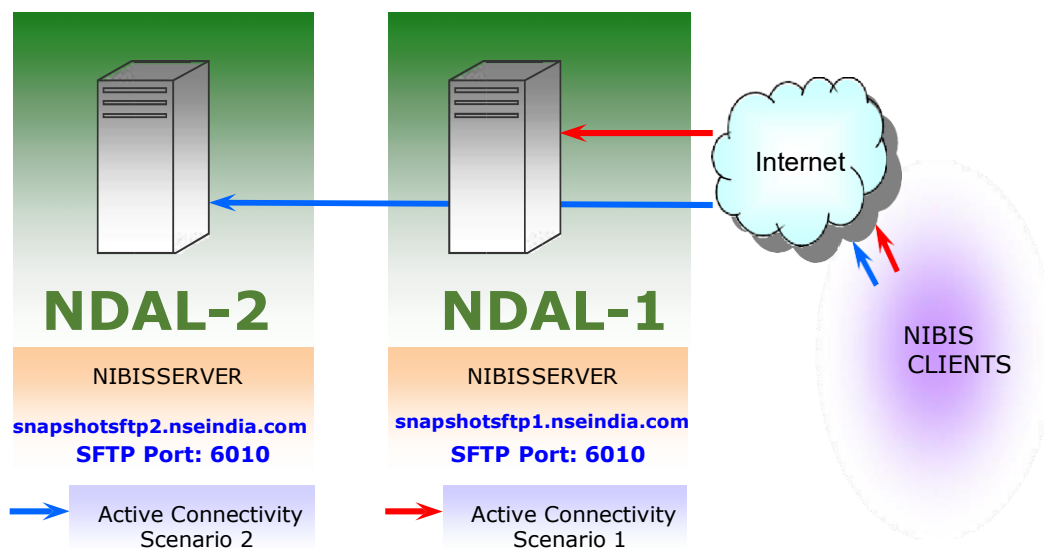 Internet
NDAL-2
NDAL-1
NIBIS
CLIENTS
NIBISSERVER
NIBISSERVER
snapshotsftp2.nseindia.com
SFTP Port: 6010
snapshotsftp1.nseindia.com
SFTP Port: 6010
Active Connectivity
Scenario 2
Active Connectivity
Scenario 1